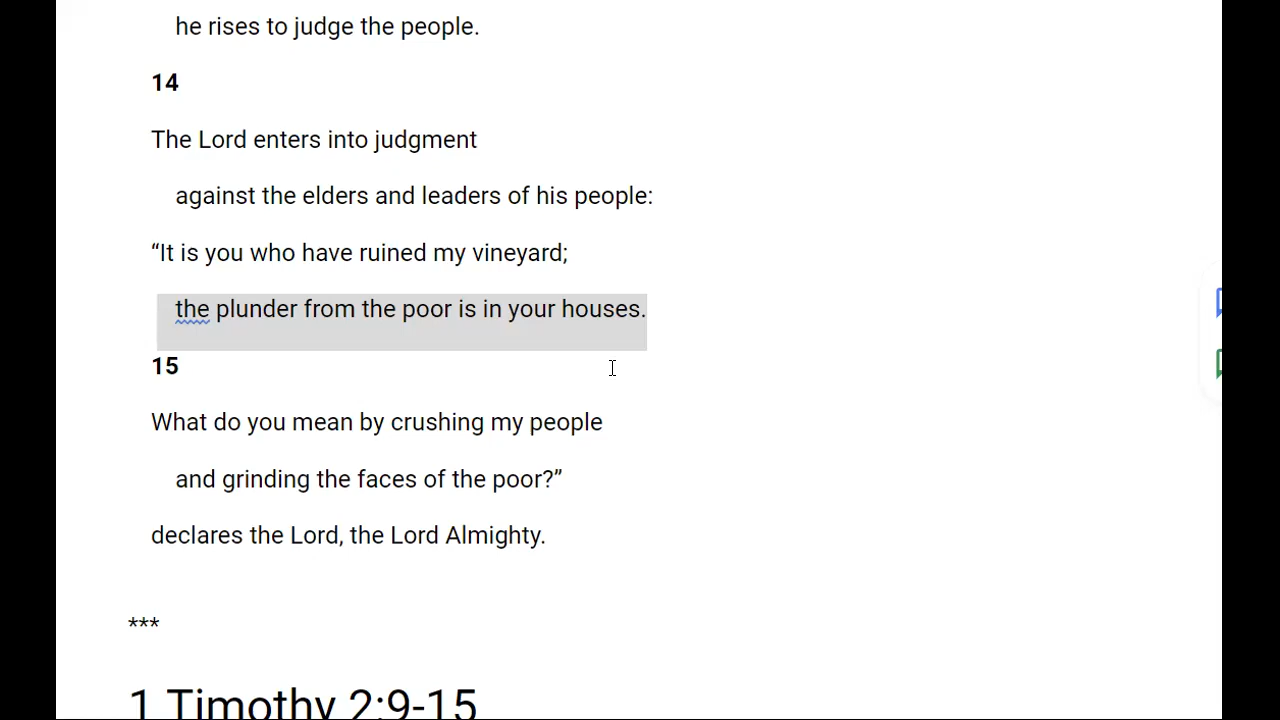 he rises to judge the people.
14
The Lord enters into judgment
against the elders and leaders of his people:
“It is you who have ruined my vineyard;
the plunder from the poor is in your houses.
15
What do you mean by crushing my people
and grinding the faces of the poor?”
declares the Lord, the Lord Almighty.
***
1 Timothy 2:9-15